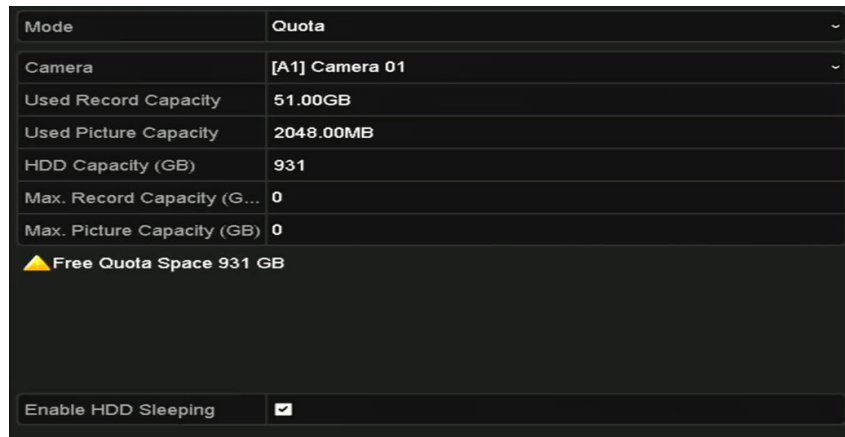 Mode Quota
Camera [A1] Camera 01
Used Record Capacity 51.00GB
Used Picture Capacity 2048.00MB
HDD Capacity (GB) 931
Max. Record Capacity (G... 0
Max. Picture Capacity (GB) 0
Free Quota Space 931 GB
Enable HDD Sleeping